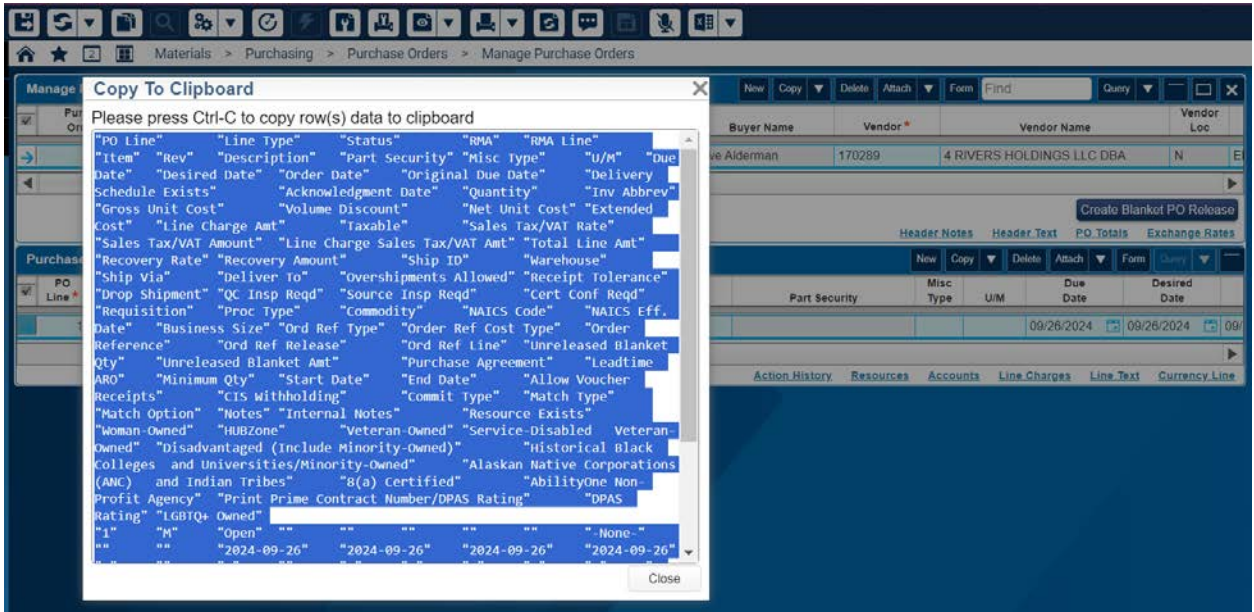 2
Materials > Purchasing > Purchase Orders > Manage Purchase Orders
Manage
Copy To Clipboard
New Copy Delete Attach Form Find Query
Please press Ctrl-C to copy row(s) data to clipboard
Buyer Name Vendor * Vendor Name Vendor
Loc
ve Alderman 170289 4 RIVERS HOLDINGS LLC DBA N
Create Blanket PO Release
Header Notes Header Text PO Totals Exchange Rates
Purchase
New Copy Delete Attach Form Query
PO
Line *
Part Security Misc
Type U/M Due
Date Desired
Date
09/26/2024 09/26/2024 09/
Action History Resources Accounts Line Charges Line Text Currency Line
"PO Line" "Line Type" "Status" "RMA" "RMA Line"
"Item" "Rev" "Description" "Part Security" "Misc Type" "U/M" "Due
Date" "Desired Date" "Order Date" "Original Due Date" "Delivery
Schedule Exists" "Acknowledgment Date" "Quantity" "Inv Abbrev"
"Gross Unit Cost" "Volume Discount" "Net Unit Cost" "Extended
Cost" "Line Charge Amt" "Taxable" "Sales Tax/VAT Rate"
"Sales Tax/VAT Amount" "Line Charge Sales Tax/VAT Amt" "Total Line Amt"
"Recovery Rate" "Recovery Amount" "Ship ID" "Warehouse"
"Ship Via" "Deliver To" "Overshipments Allowed" "Receipt Tolerance"
"Drop Shipment" "QC Insp Reqd" "Source Insp Reqd" "Cert Conf Reqd"
"Requisition" "Proc Type" "Commodity" "NAICS Code" "NAICS Eff.
Date" "Business Size" "Ord Ref Type" "Order Ref Cost Type" "Order
Reference" "Ord Ref Release" "Ord Ref Line" "Unreleased Blanket
Qty" "Unreleased Blanket Amt" "Purchase Agreement" "Leadtime
ARO" "Minimum Qty" "Start Date" "End Date" "Allow Voucher
Receipts" "CIS Withholding" "Commit Type" "Match Type"
"Match Option" "Notes" "Internal Notes" "Resource Exists"
"Woman-Owned" "HUBZone" "Veteran-Owned" "Service-Disabled Veteran-
Owned" "Disadvantaged (Include Minority-Owned)" "Historical Black
Colleges and Universities/Minority-Owned" "Alaskan Native Corporations
(ANC) and Indian Tribes" "8(a) Certified" "AbilityOne Non-
Profit Agency" "Print Prime Contract Number/DPAS Rating" "DPAS
Rating" "LGBTQ+ Owned"
"1" "M" "Open" "" "" "" "" "-None-"
"" "" "2024-09-26" "2024-09-26" "2024-09-26" "2024-09-26"
Close